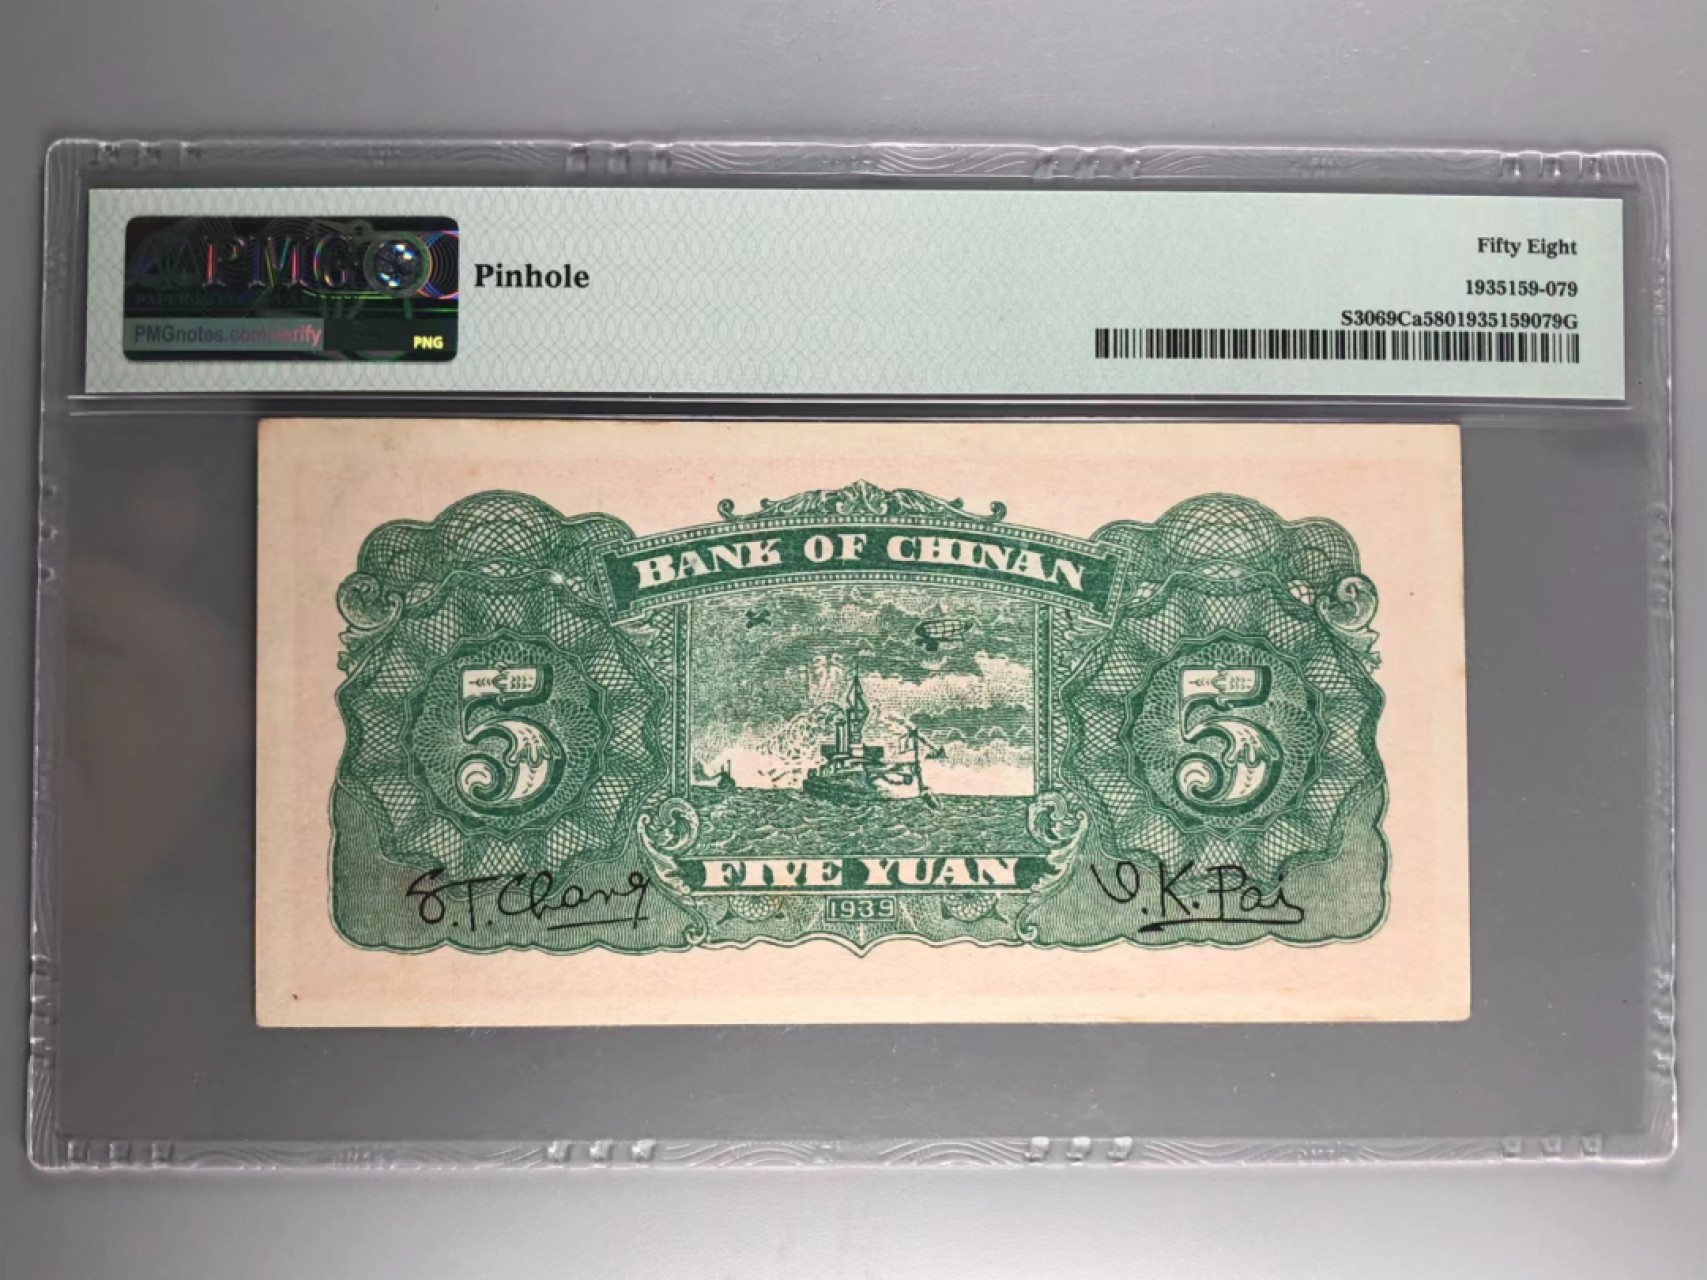 PMG
PMGnotes.com/verify
PNG
Pinhole
Fifty Eight
1935159-079
S3069Ca5801935159079G
BANK OF CHINAN
5
5
FIVE YUAN
1939
S.T. Chang
V.K. Pai